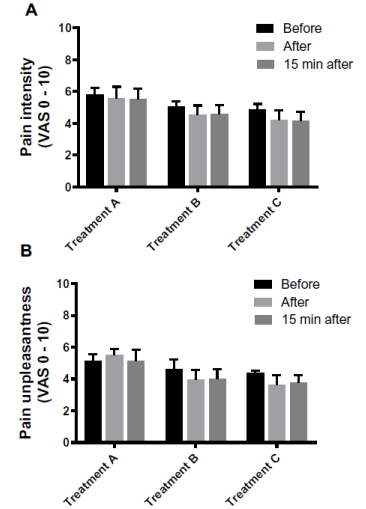 A
Pain intensity
(VAS 0 - 10)
10
8
6
4
2
0
Before
After
15 min after
Treatment A
Treatment B
Treatment C
B
Pain unpleasantness
(VAS 0 - 10)
10
8
6
4
2
0
Before
After
15 min after
Treatment A
Treatment B
Treatment C